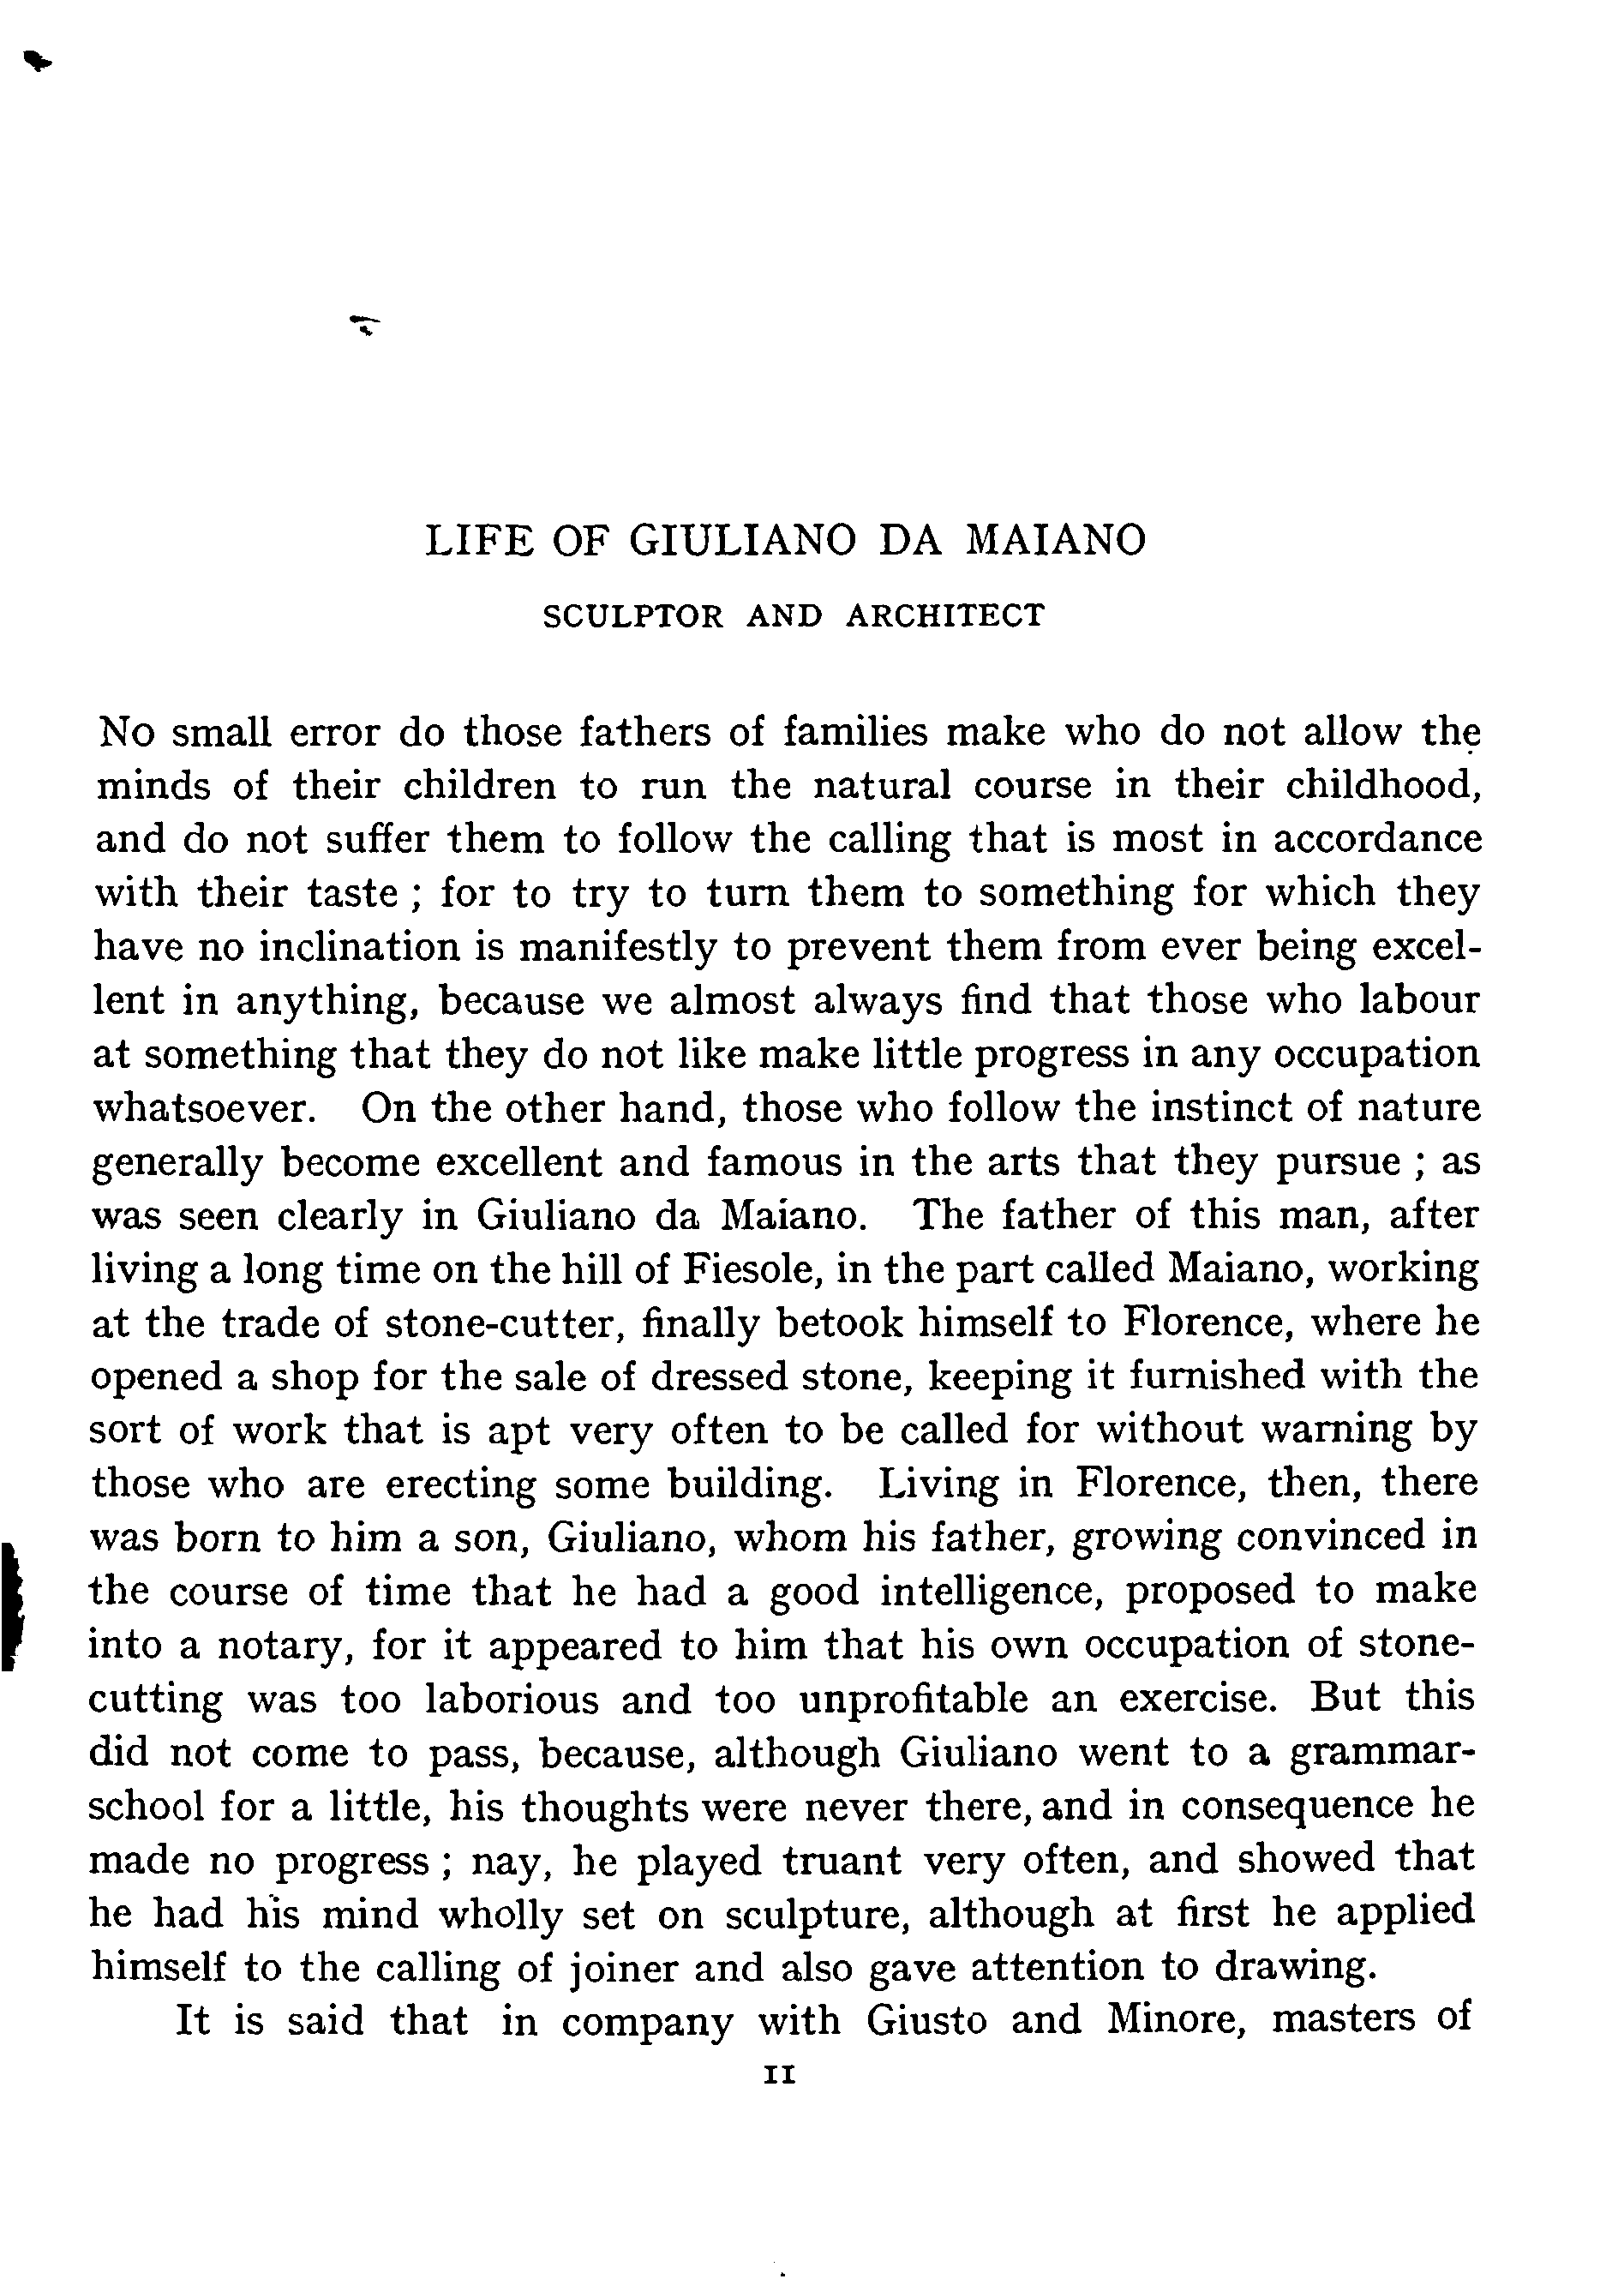 LIFE OF GIULIANO DA MAIANO
SCULPTOR AND ARCHITECT
No small error do those fathers of families make who do not allow the
minds of their children to run the natural course in their childhood,
and do not suffer them to follow the calling that is most in accordance
with their taste ; for to try to turn them to something for which they
have no inclination is manifestly to prevent them from ever being excel-
lent in anything, because we almost always find that those who labour
at something that they do not like make little progress in any occupation
whatsoever. On the other hand, those who follow the instinct of nature
generally become excellent and famous in the arts that they pursue ; as
was seen clearly in Giuliano da Maiano. The father of this man, after
living a long time on the hill of Fiesole, in the part called Maiano, working
at the trade of stone-cutter, finally betook himself to Florence, where he
opened a shop for the sale of dressed stone, keeping it furnished with the
sort of work that is apt very often to be called for without warning by
those who are erecting some building. Living in Florence, then, there
was born to him a son, Giuliano, whom his father, growing convinced in
the course of time that he had a good intelligence, proposed to make
into a notary, for it appeared to him that his own occupation of stone-
cutting was too laborious and too unprofitable an exercise. But this
did not come to pass, because, although Giuliano went to a grammar-
school for a little, his thoughts were never there, and in consequence he
made no progress ; nay, he played truant very often, and showed that
he had his mind wholly set on sculpture, although at first he applied
himself to the calling of joiner and also gave attention to drawing.
It is said that in company with Giusto and Minore, masters of
II